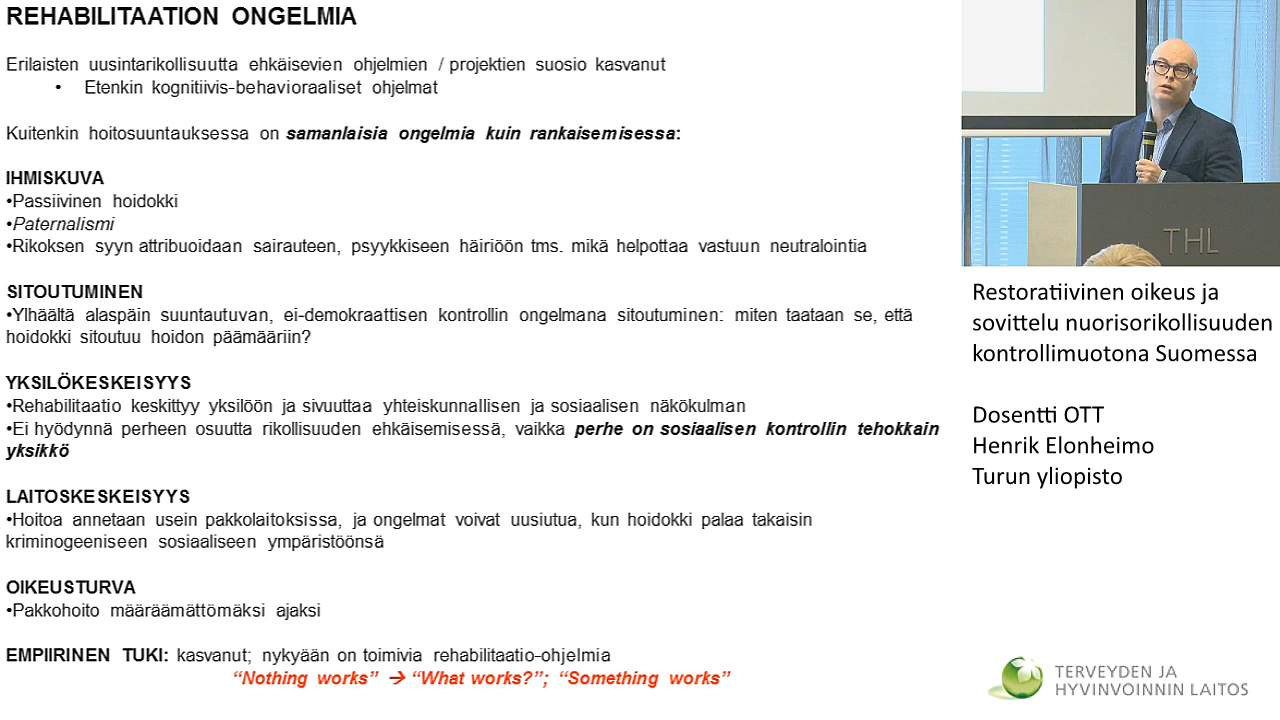 REHABILITAATION ONGELMIA
Erilaisten uusintarikollisuutta ehkäisevien ohjelmien / projektien suosio kasvanut
• Etenkin kognitiivis-behavioraaliset ohjelmat
Kuitenkin hoitosuuntauksessa on samanlaisia ongelmia kuin rankaisemisessa:
IHMISKUVA
•Passiivinen hoidokki
•Paternalismi
•Rikoksen syyn attribuoidaan sairauteen, psyykkiseen häiriöön tms. mikä helpottaa vastuun neutralointia
SITOUTUMINEN
•Ylhäältä alaspäin suuntautuvan, ei-demokraattisen kontrollin ongelmana sitoutuminen: miten taataan se, että
hoidokki sitoutuu hoidon päämääriin?
YKSILÖKESKEISYYS
•Rehabilitaatio keskittyy yksilöön ja sivuuttaa yhteiskunnallisen ja sosiaalisen näkökulman
•Ei hyödynnä perheen osuutta rikollisuuden ehkäisemisessä, vaikka perhe on sosiaalisen kontrollin tehokkain
yksikkö
LAITOSKESKEISYYS
•Hoitoa annetaan usein pakkolaitoksissa, ja ongelmat voivat uusiutua, kun hoidokki palaa takaisin
kriminogeeniseen sosiaaliseen ympäristöönsä
OIKEUSTURVA
•Pakkohoito määräämättömäksi ajaksi
EMPIIRINEN TUKI: kasvanut; nykyään on toimivia rehabilitaatio-ohjelmia
“Nothing works” → “What works?”; “Something works”
THL
Restoratiivinen oikeus ja
sovittelu nuorisorikollisuuden
kontrollimuotona Suomessa
Dosentti OTT
Henrik Elonheimo
Turun yliopisto
TERVEYDEN JA
HYVINVOINNIN LAITOS